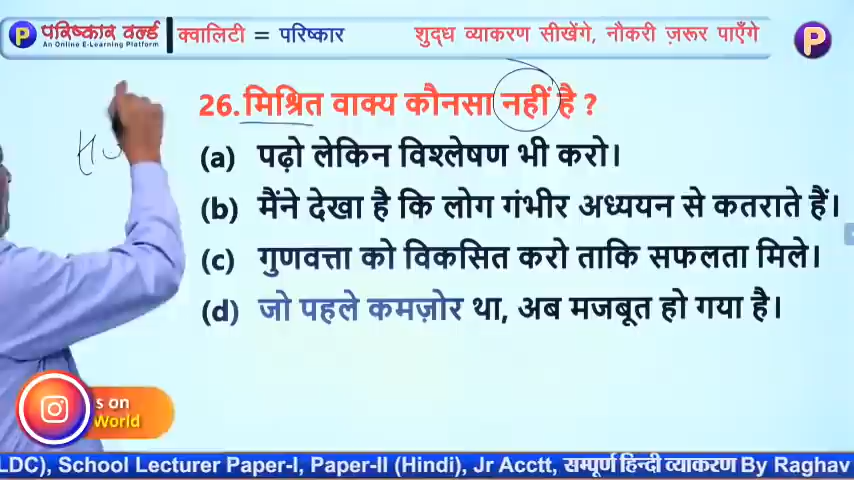 परिष्कार वर्ल्ड
An Online E-Learning Platform
क्वालिटी = परिष्कार
शुद्ध व्याकरण सीखेंगे, नौकरी ज़रूर पाएँगे
P
P
26. मिश्रित वाक्य कौनसा नहीं है ?
(a) पढ़ो लेकिन विश्लेषण भी करो।
(b) मैंने देखा है कि लोग गंभीर अध्ययन से कतराते हैं।
(c) गुणवत्ता को विकसित करो ताकि सफलता मिले।
(d) जो पहले कमज़ोर था, अब मजबूत हो गया है।
s on
World
LDC), School Lecturer Paper-I, Paper-II (Hindi), Jr Acctt, सम्पूर्ण हिन्दी व्याकरण By Raghav